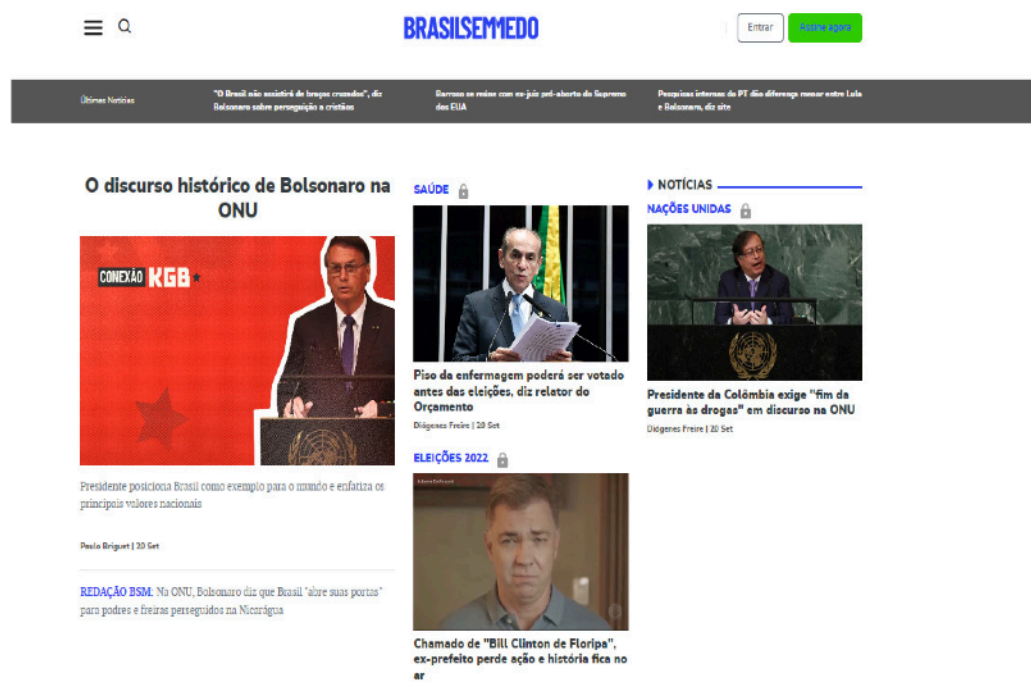 BRASILSEMMEDO
Entrar
Assine agora
Últimas Notícias
"O Brasil não assistirá de braços cruzados", diz
Bolsonaro sobre perseguição a cristãos
Barroso se reúne com ex-juiz pró-aborto da Suprema
dos EUA
Pesquisas internas do PT dão diferença menor entre Lula
e Bolsonaro, diz site
O discurso histórico de Bolsonaro na
ONU
CONEXÃO KGB
Presidente posiciona Brasil como exemplo para o mundo e enfatiza os
principais valores nacionais
Paulo Briguet | 20 Set
REDAÇÃO BSM: Na ONU, Bolsonaro diz que Brasil "abre suas portas"
para padres e freiras perseguidos na Nicarágua
SAÚDE
Piso da enfermagem poderá ser votado
antes das eleições, diz relator do
Orçamento
Diógenes Freire | 20 Set
ELEIÇÕES 2022
Chamado de "Bill Clinton de Floripa",
ex-prefeito perde ação e história fica no
ar
NOTÍCIAS
NAÇÕES UNIDAS
Presidente da Colômbia exige "fim da
guerra às drogas" em discurso na ONU
Diógenes Freire | 20 Set